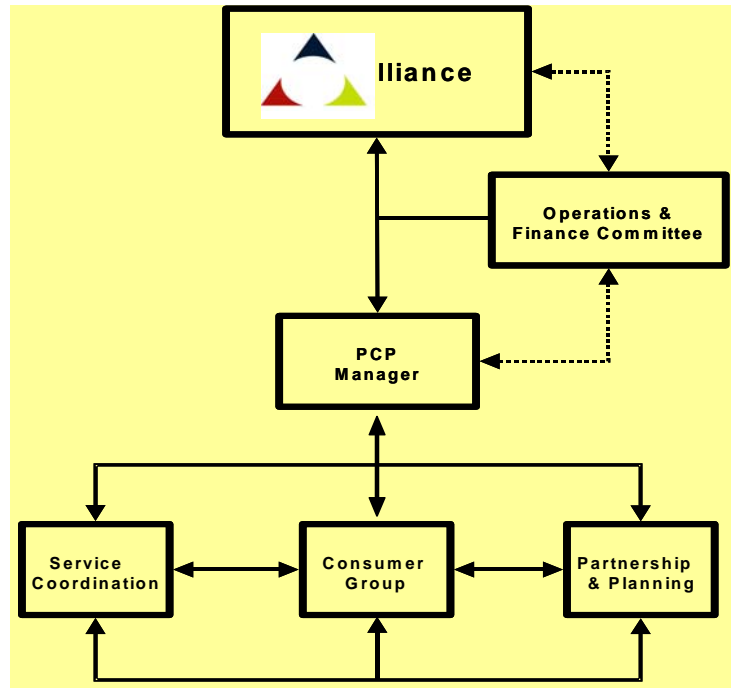 lliance
Operations &
Finance Committee
PCP
Manager
Service
Coordination
Consumer
Group
Partnership
& Planning